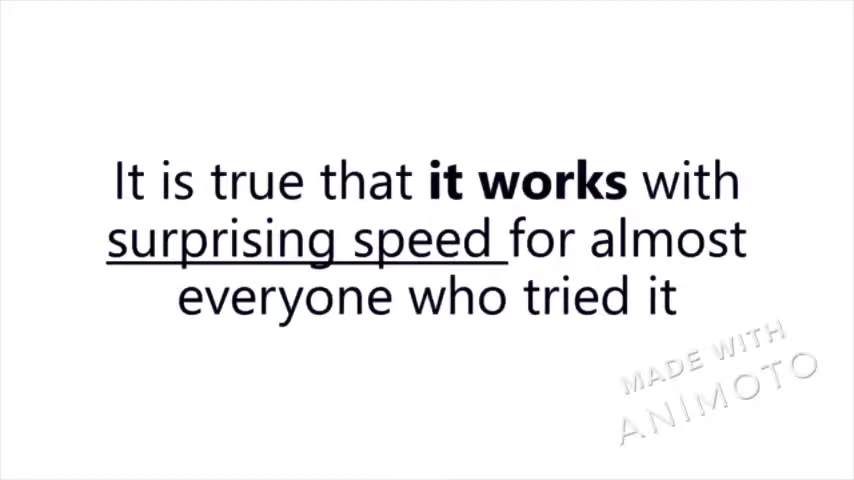 It is true that it works with
surprising speed for almost
everyone who tried it
MADE WITH
ANIMOTO